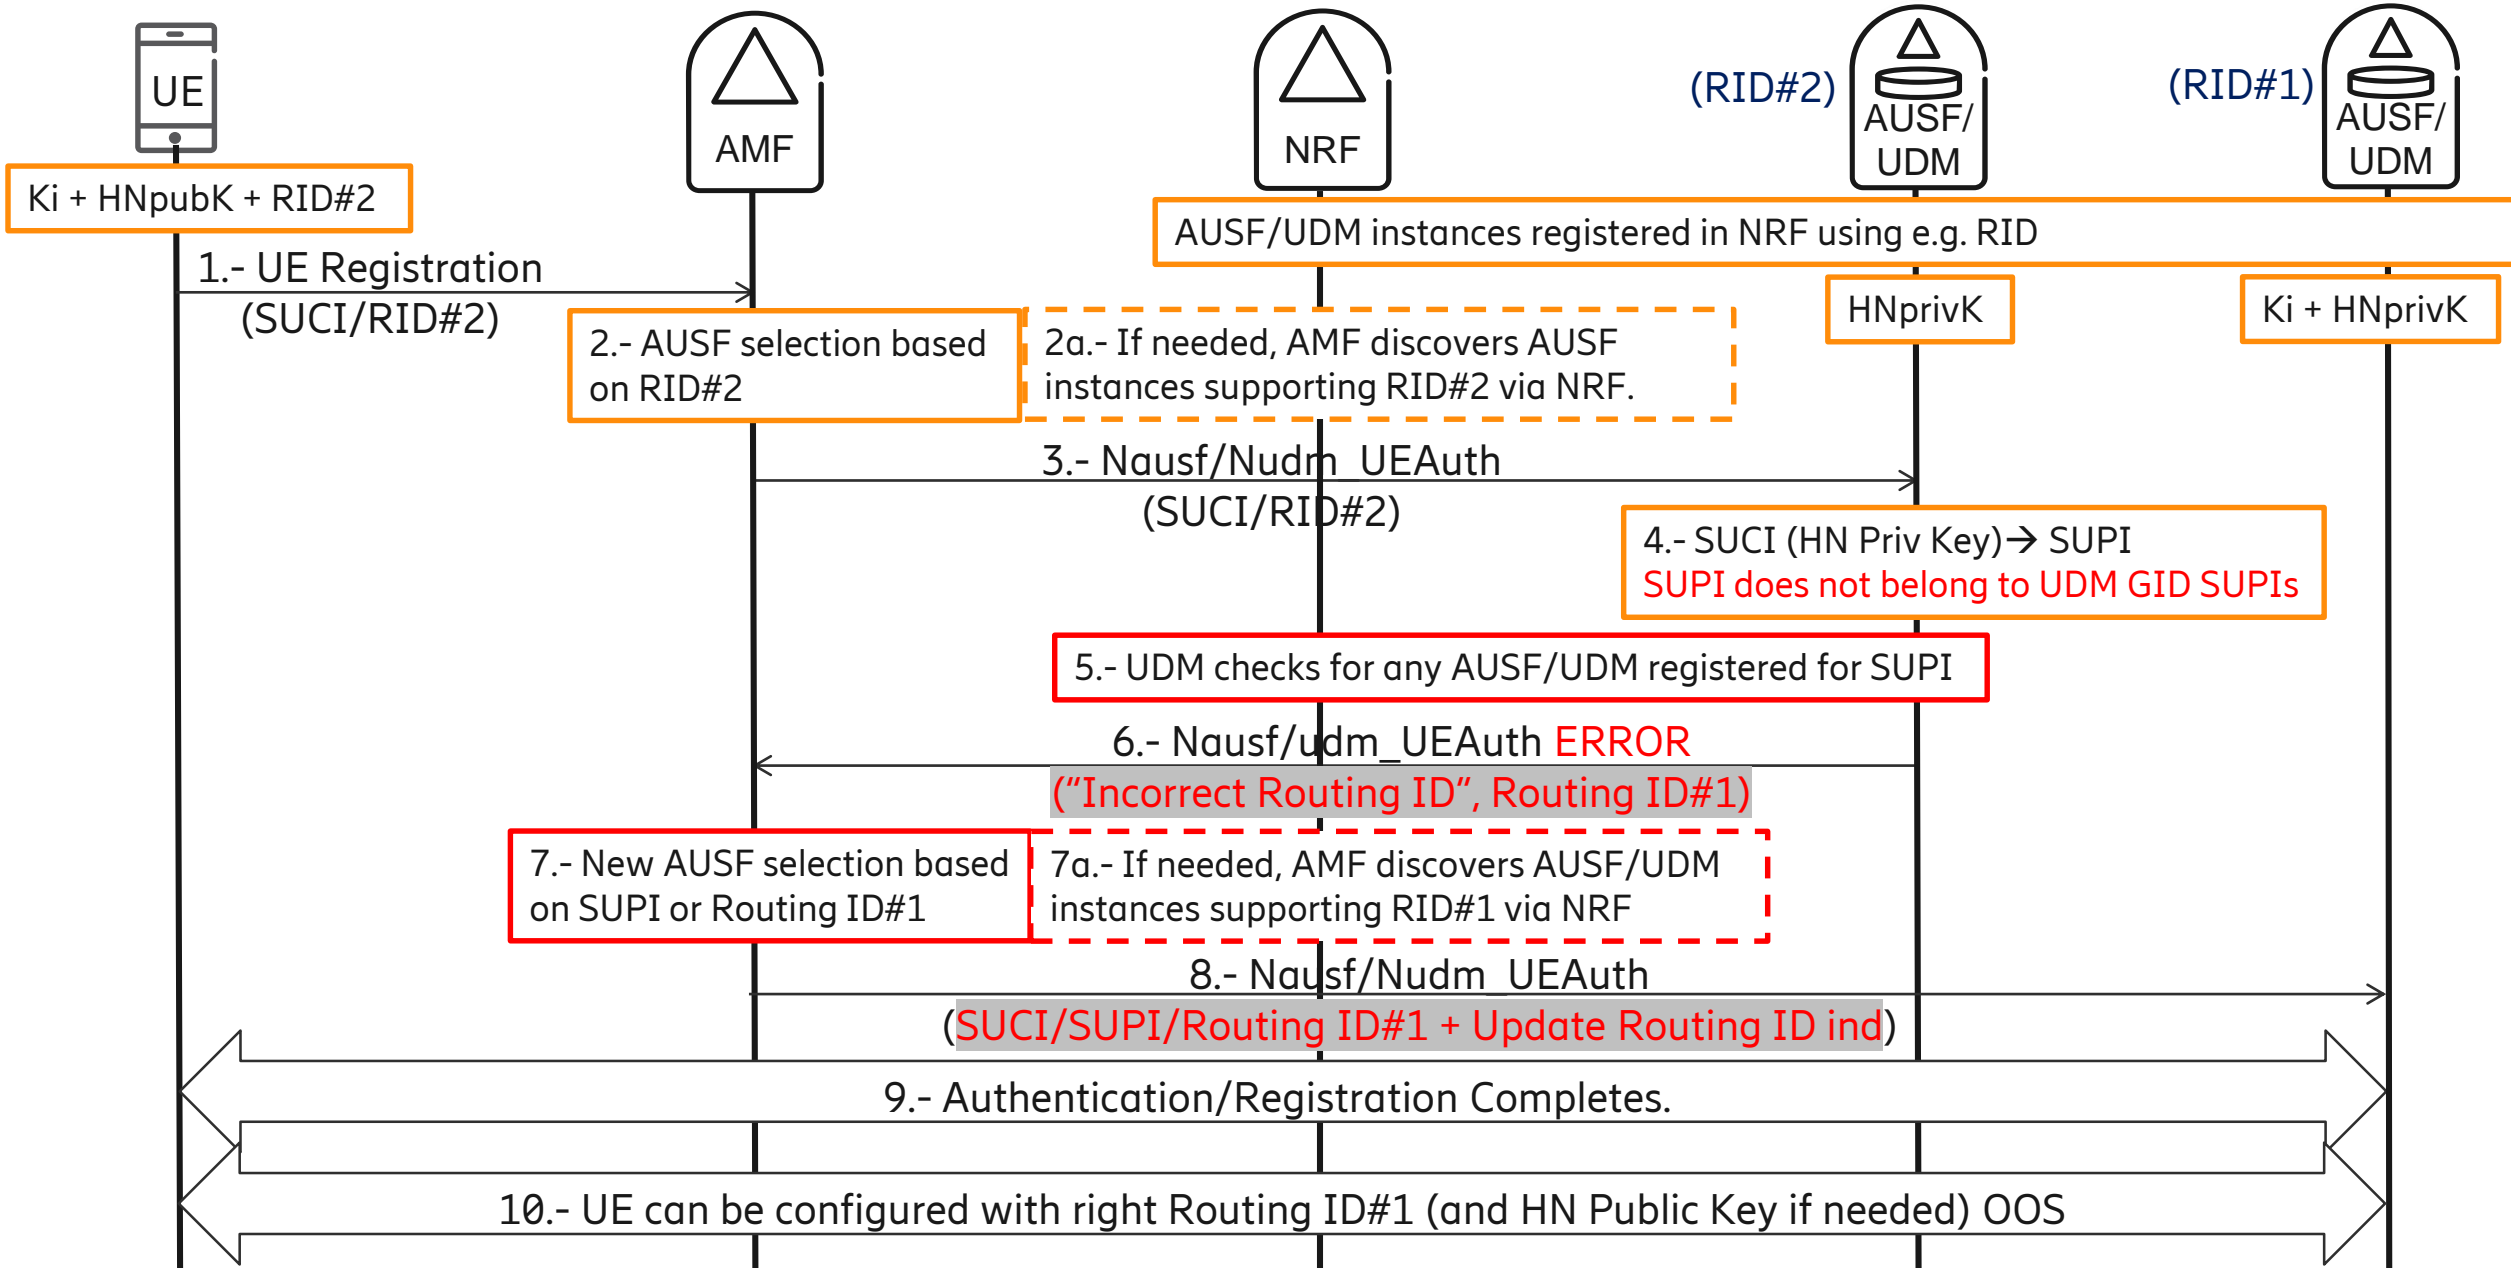 UE
AMF
NRF
(RID#2)
AUSF/
UDM
(RID#1)
AUSF/
UDM
Ki + HNpubK + RID#2
AUSF/UDM instances registered in NRF using e.g. RID
1.- UE Registration
(SUCI/RID#2)
HNprivK
Ki + HNprivK
2.- AUSF selection based
on RID#2
2a.- If needed, AMF discovers AUSF
instances supporting RID#2 via NRF.
3.- Nausf/Nudm_UEAuth
(SUCI/RID#2)
4.- SUCI (HN Priv Key)→ SUPI
SUPI does not belong to UDM GID SUPIs
5.- UDM checks for any AUSF/UDM registered for SUPI
6.- Nausf/udm_UEAuth ERROR
(“Incorrect Routing ID”, Routing ID#1)
7.- New AUSF selection based
on SUPI or Routing ID#1
7a.- If needed, AMF discovers AUSF/UDM
instances supporting RID#1 via NRF
8.- Nausf/Nudm_UEAuth
(SUCI/SUPI/Routing ID#1 + Update Routing ID ind)
9.- Authentication/Registration Completes.
10.- UE can be configured with right Routing ID#1 (and HN Public Key if needed) OOS